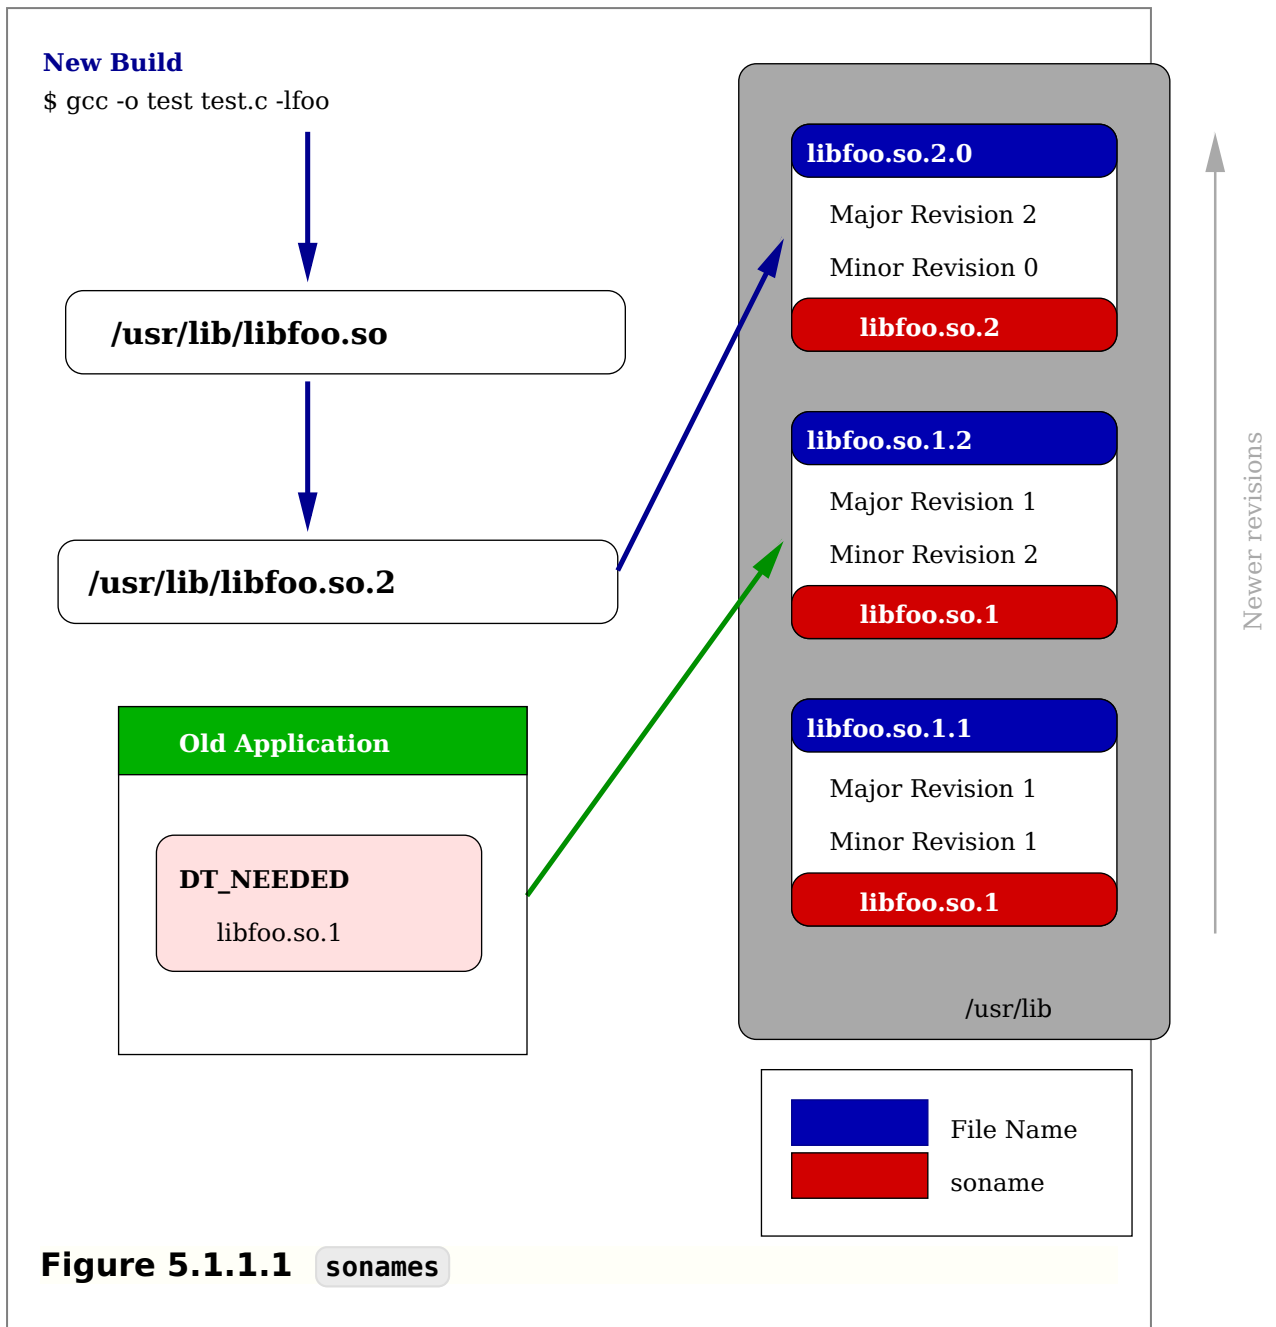 New Build
$ gcc -o test test.c -lfoo
/usr/lib/libfoo.so
/usr/lib/libfoo.so.2
Old Application
DT_NEEDED
libfoo.so.1
libfoo.so.2.0
Major Revision 2
Minor Revision 0
libfoo.so.2
libfoo.so.1.2
Major Revision 1
Minor Revision 2
libfoo.so.1
libfoo.so.1.1
Major Revision 1
Minor Revision 1
libfoo.so.1
/usr/lib
Newer revisions
File Name
soname
Figure 5.1.1.1 sonames